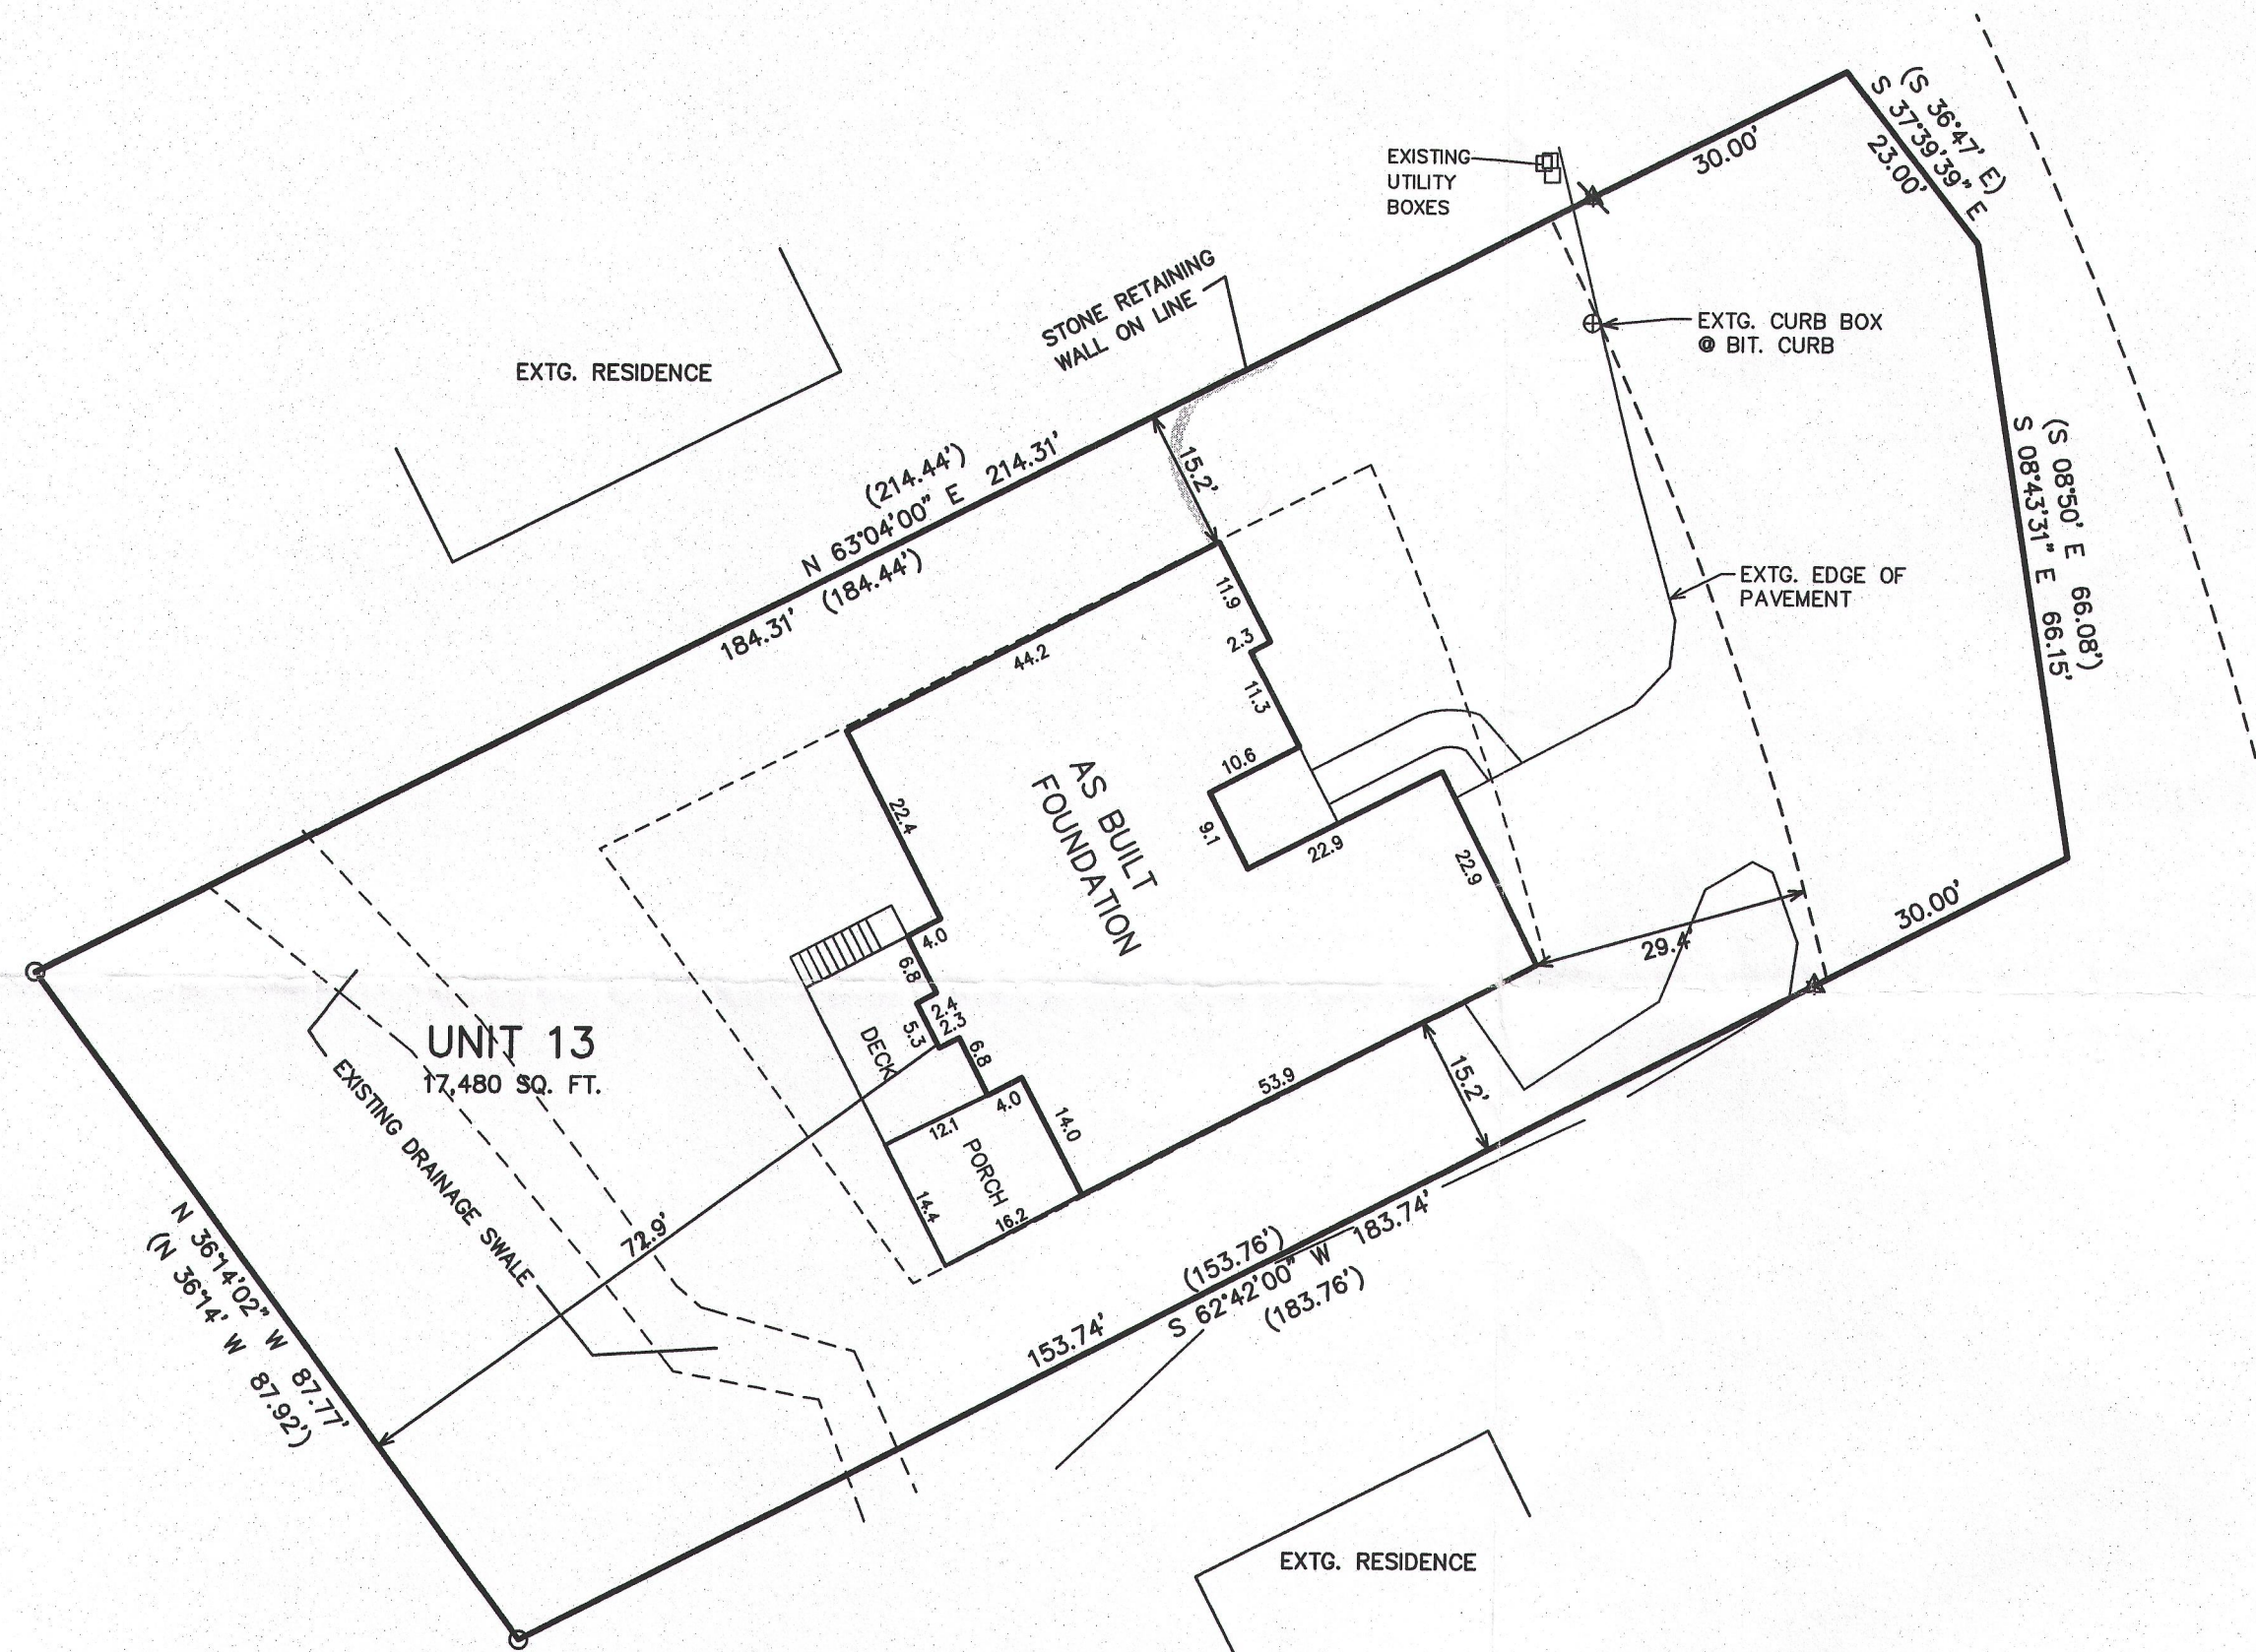 (S 36°47' E)
S 37°39'39" E
23.00'
30.00'
EXISTING
UTILITY
BOXES
STONE RETAINING
WALL ON LINE
EXTG. CURB BOX
@ BIT. CURB
EXTG. RESIDENCE
(214.44')
N 63°04'00" E 214.31'
184.31' (184.44')
15.2'
(S 08°50' E 66.08')
S 08°43'31" E 66.15'
EXTG. EDGE OF
PAVEMENT
11.9
2.3
44.2
11.3
10.6
AS BUILT
FOUNDATION
22.4
9.1
22.9
22.9
30.00'
29.4'
4.0
6.8
2.4
2.3
5.3
6.8
DECK
4.0
12.1
14.0
PORCH
14.4
16.2
53.9
15.2'
UNIT 13
17,480 SQ. FT.
EXISTING DRAINAGE SWALE
72.9'
N 36°14'02" W 87.77'
(N 36°14' W 87.92')
(153.76')
153.74'
S 62°42'00" W 183.74'
(183.76')
EXTG. RESIDENCE